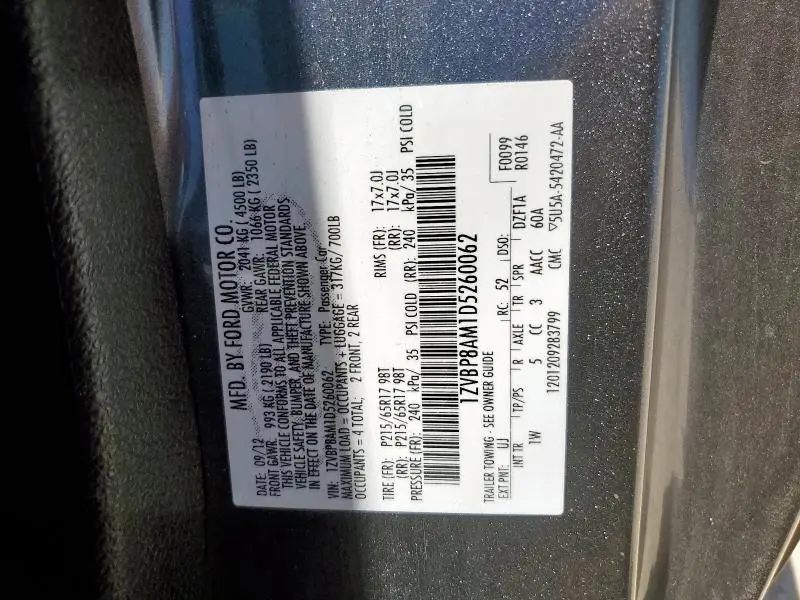 MFD. BY FORD MOTOR CO.
DATE: 09/12 GVWR: 2041 KG ( 4500 LB)
FRONT GAWR: 993 KG ( 2190 LB) REAR GAWR: 1066 KG ( 2350 LB)
THIS VEHICLE CONFORMS TO ALL APPLICABLE FEDERAL MOTOR
VEHICLE SAFETY, BUMPER, AND THEFT PREVENTION STANDARDS
IN EFFECT ON THE DATE OF MANUFACTURE SHOWN ABOVE
VIN: 1ZVBP8AM1D5260062 TYPE: Passenger Car
MAXIMUM LOAD = OCCUPANTS + LUGGAGE = 317KG/ 700LB
OCCUPANTS = 4 TOTAL: 2 FRONT, 2 REAR
TIRE (FR): P215/65R17 98T RIMS (FR): 17x7.0J
(RR): P215/65R17 98T (RR): 17x7.0J
PRESSURE (FR): 240 kPa/ 35 PSI COLD (RR): 240 kPa/ 35 PSI COLD
1ZVBP8AM1D5260062
TRAILER TOWING - SEE OWNER GUIDE F0099
EXT PNT: UJ RC: 52 DSO: R0146
INT TR TP/PS R AXLE TR SPR DZF1A
1W 5 CC 3 AACC 60A
1201209283799 CMC 5U5A-5420472-AA